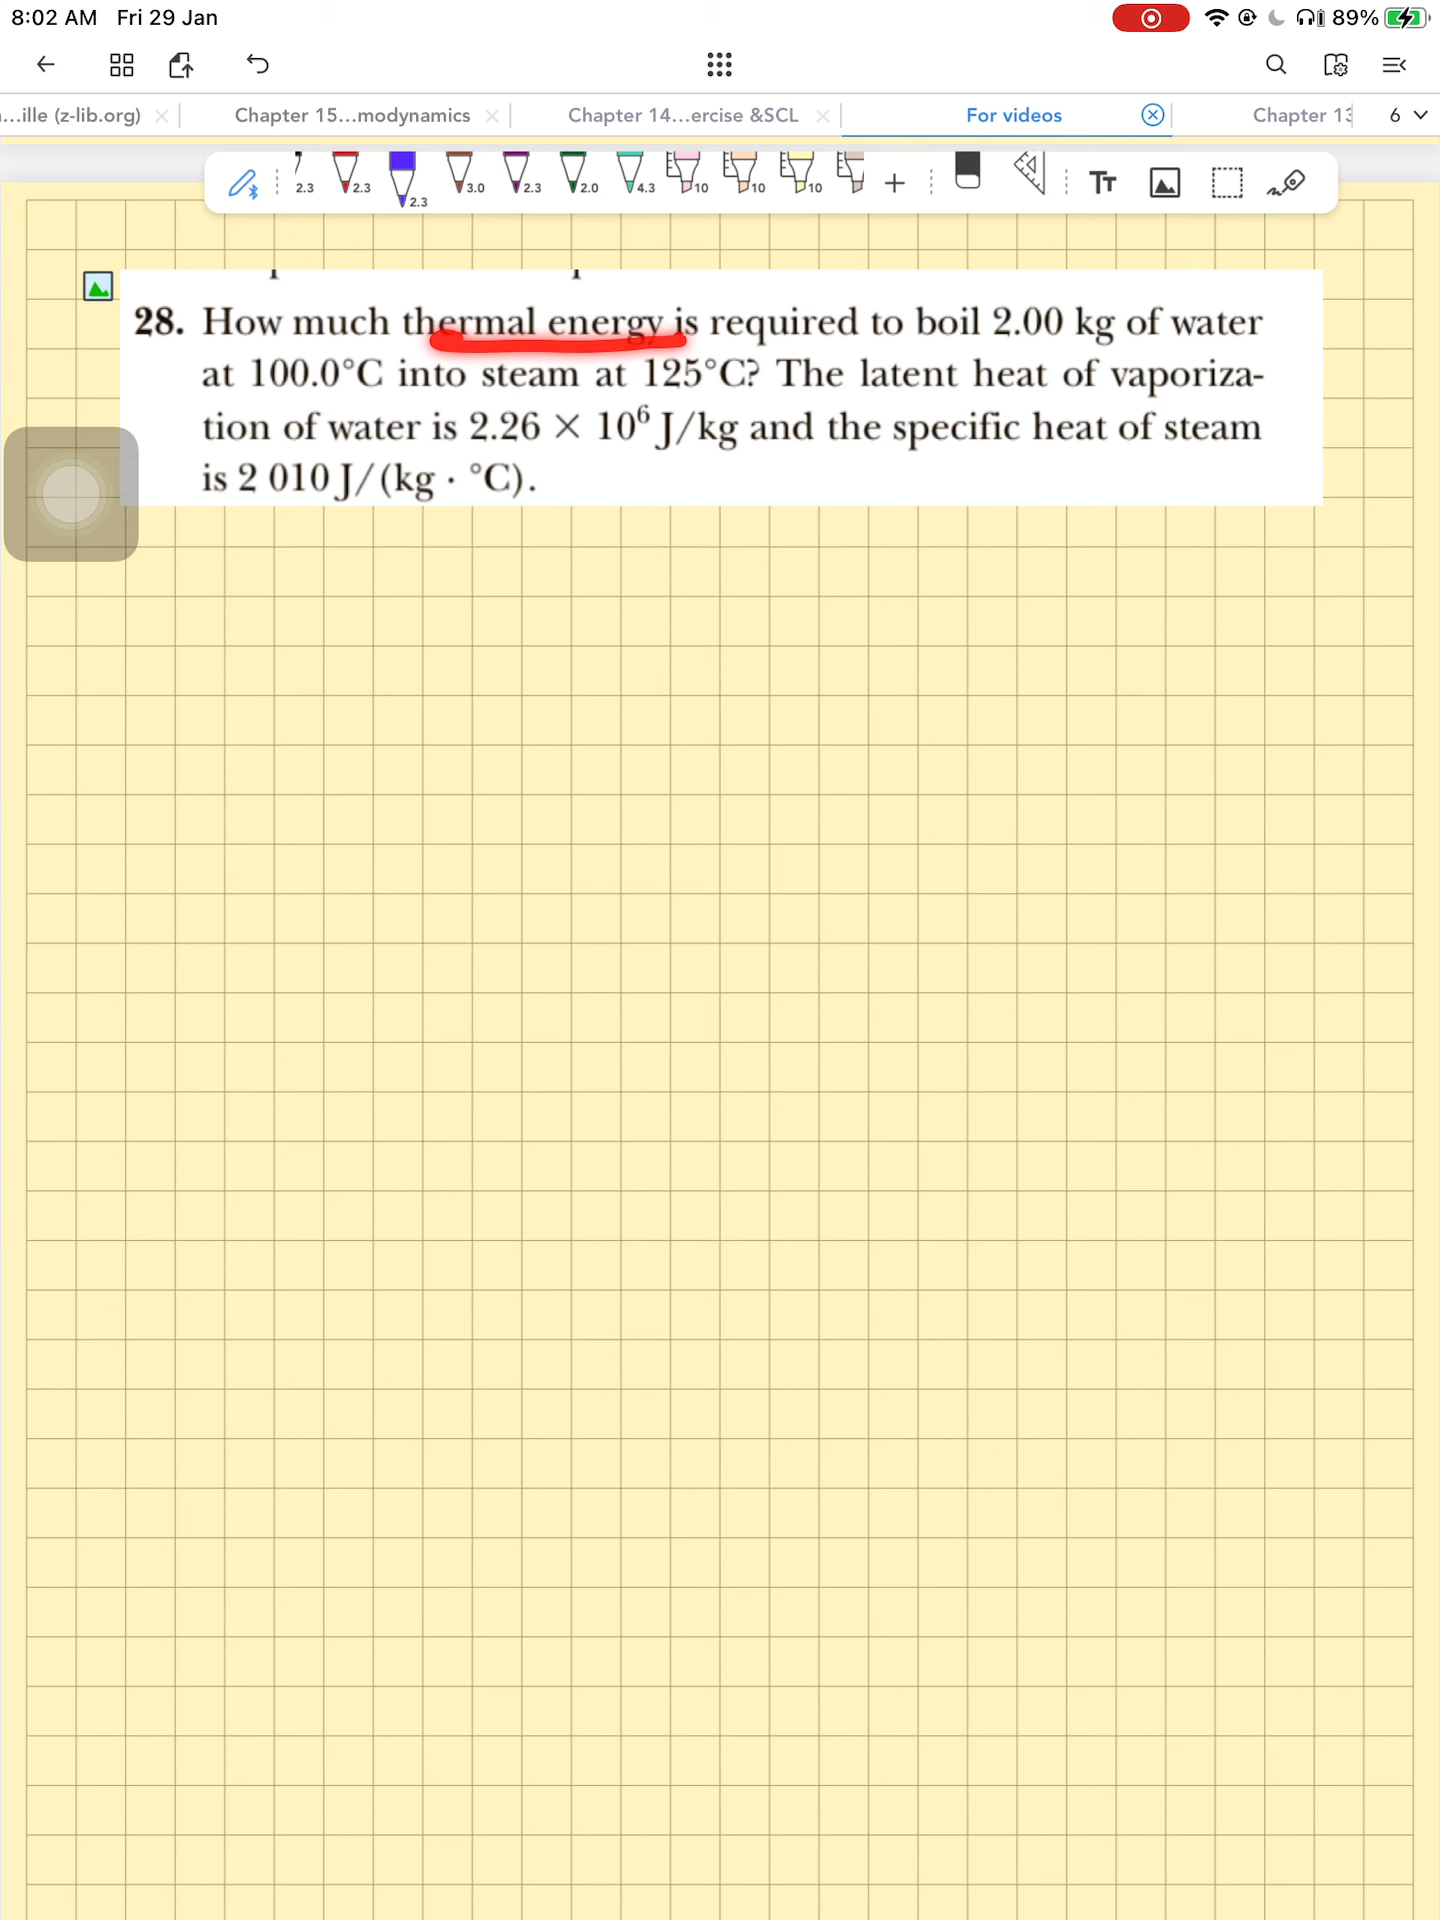 8:02 AM Fri 29 Jan 89%
...ille (z-lib.org) Chapter 15...modynamics Chapter 14...ercise &SCL For videos Chapter 13 6
2.3 2.3 2.3 3.0 2.3 2.0 4.3 10 10 10 Tт
28. How much thermal energy is required to boil 2.00 kg of water
at 100.0°C into steam at 125°C? The latent heat of vaporiza-
tion of water is 2.26 × 10⁶ J/kg and the specific heat of steam
is 2 010 J/(kg · °C).